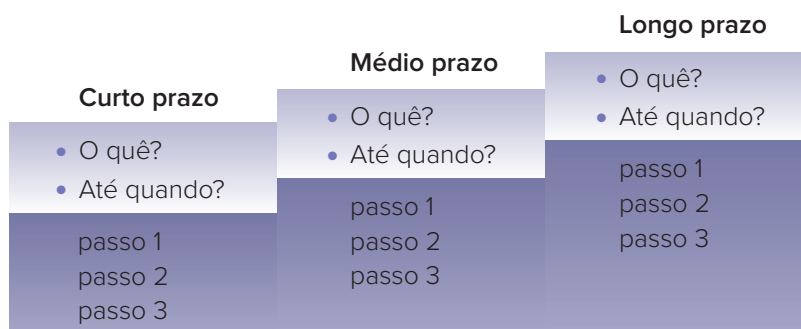 Curto prazo
• O quê?
• Até quando?
passo 1
passo 2
passo 3
Médio prazo
• O quê?
• Até quando?
passo 1
passo 2
passo 3
Longo prazo
• O quê?
• Até quando?
passo 1
passo 2
passo 3